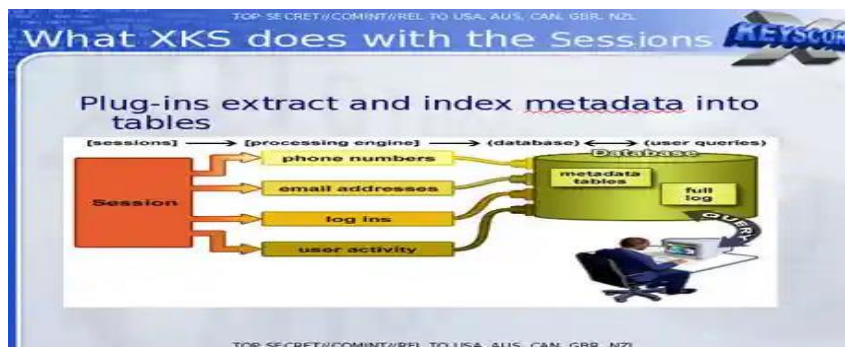 TOP SECRET//COMINT//REL TO USA, AUS, CAN, GBR, NZL
What XKS does with the Sessions
KEYSCOR
X
Plug-ins extract and index metadata into
tables
[sessions] → [processing engine] → (database) ↔ (user queries)
Session
phone numbers
email addresses
log ins
user activity
Database
metadata
tables
full
log
QUERY
TOP SECRET//COMINT//REL TO USA, AUS, CAN, GBR, NZL